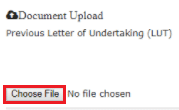 Document Upload
Previous Letter of Undertaking (LUT)
Choose File No file chosen